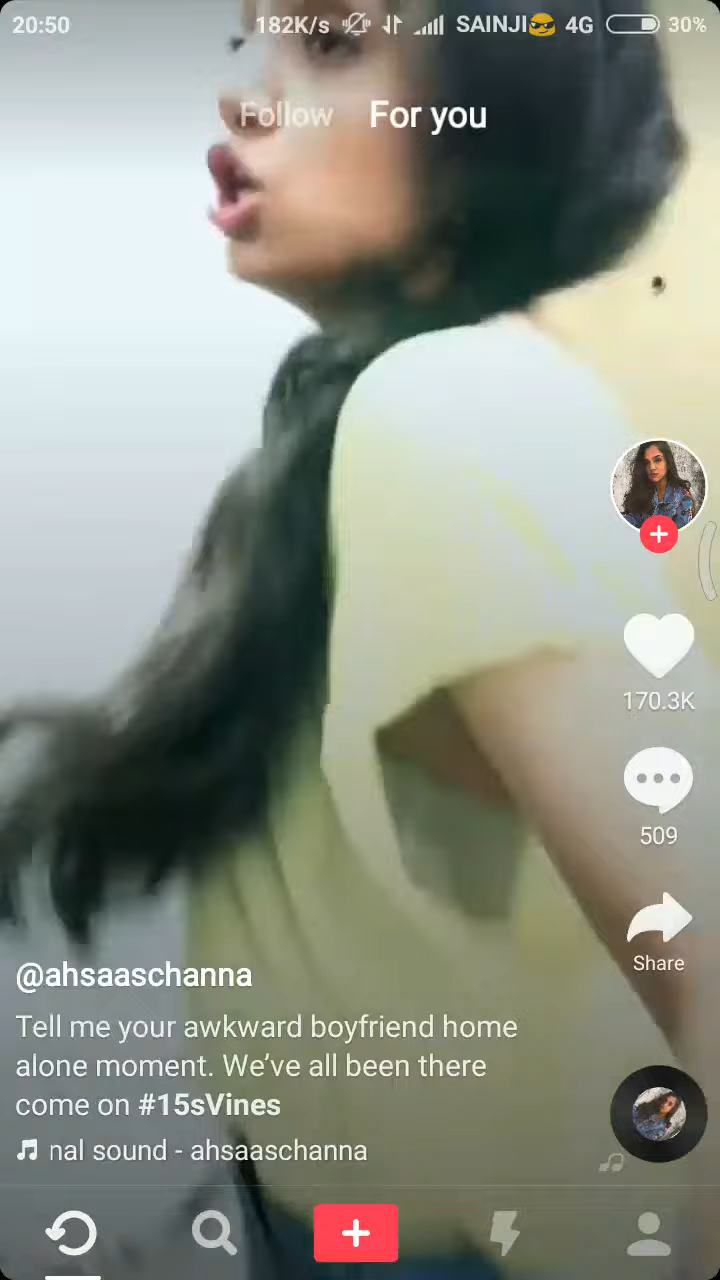 20:50 182K/s SAINJI😎 4G 30%
Follow For you
170.3K
509
Share
@ahsaaschanna
Tell me your awkward boyfriend home
alone moment. We’ve all been there
come on #15sVines
nal sound - ahsaaschanna